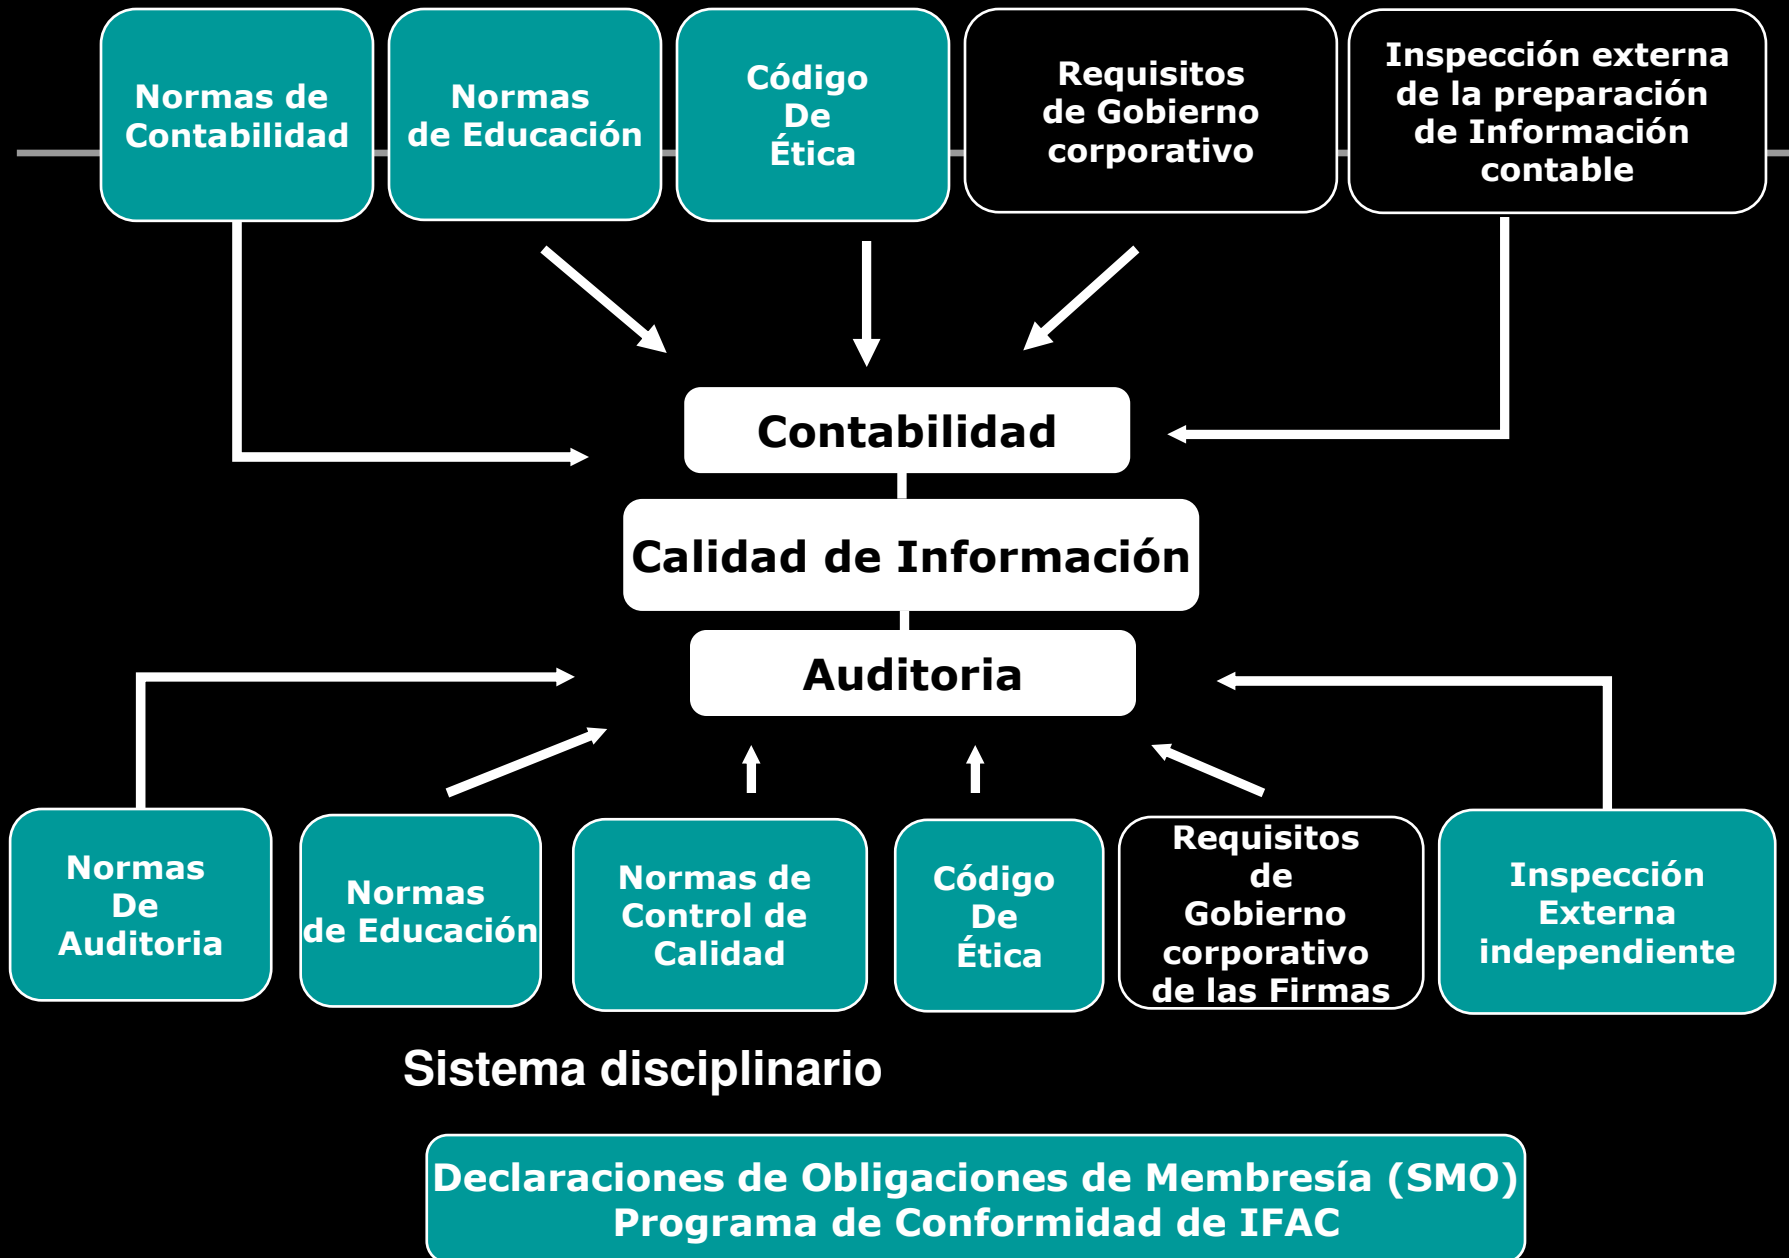 Normas de
Contabilidad
Normas
de Educación
Código
De
Ética
Requisitos
de Gobierno
corporativo
Inspección externa
de la preparación
de Información
contable
Contabilidad
Calidad de Información
Auditoria
Normas
De
Auditoria
Normas
de Educación
Normas de
Control de
Calidad
Código
De
Ética
Requisitos
de
Gobierno
corporativo
de las Firmas
Inspección
Externa
independiente
Sistema disciplinario
Declaraciones de Obligaciones de Membresía (SMO)
Programa de Conformidad de IFAC